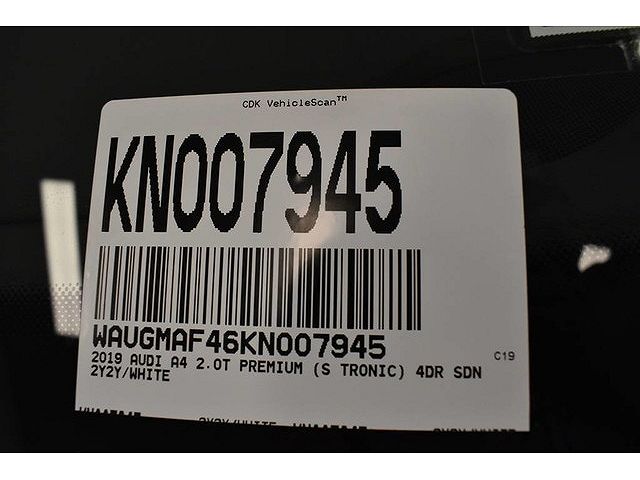 CDK VehicleScan™
KN007945
WAUGMAF46KN007945
C19
2019 AUDI A4 2.0T PREMIUM (S TRONIC) 4DR SDN
2Y2Y/WHITE